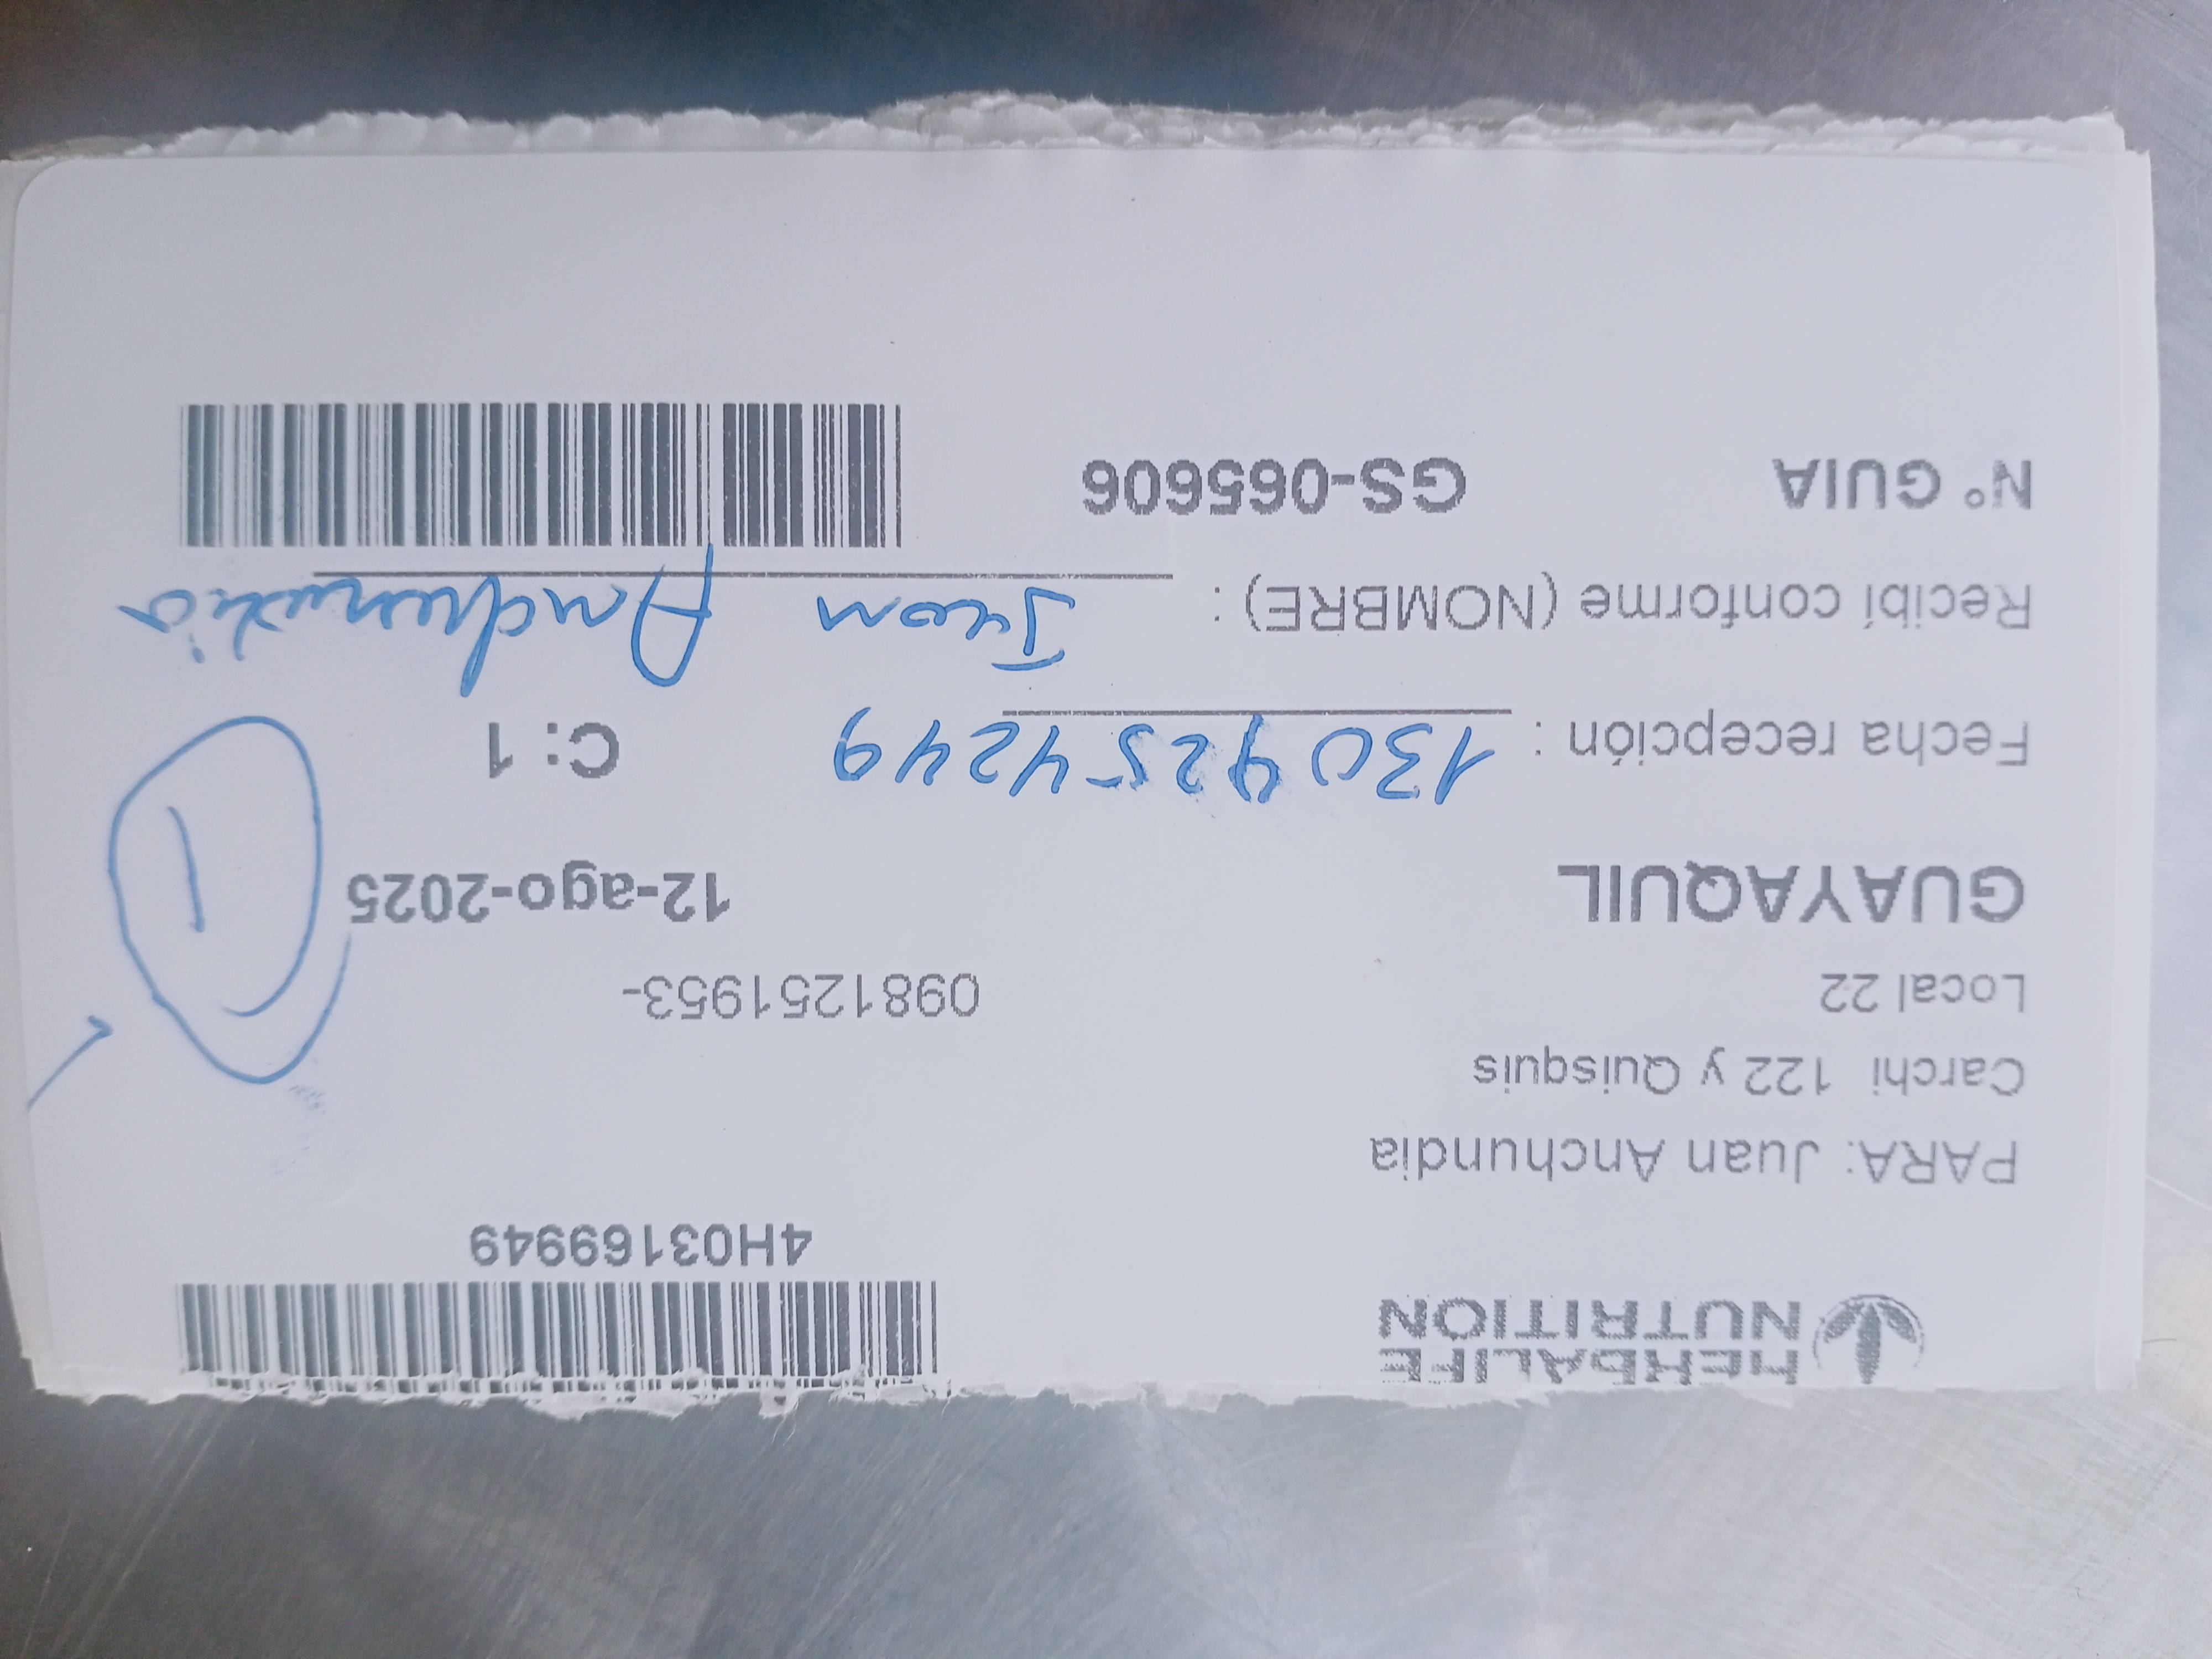 HERBALIFE
NUTRITION
4H03169949
PARA: Juan Anchundia
Carchi 122 y Quisquis
Local 22
0981251953-
GUAYAQUIL
12-ago-2025
1
Fecha recepción :
C: 1
Recibí conforme (NOMBRE) : Juan Anchundia
Nº GUIA GS-065606